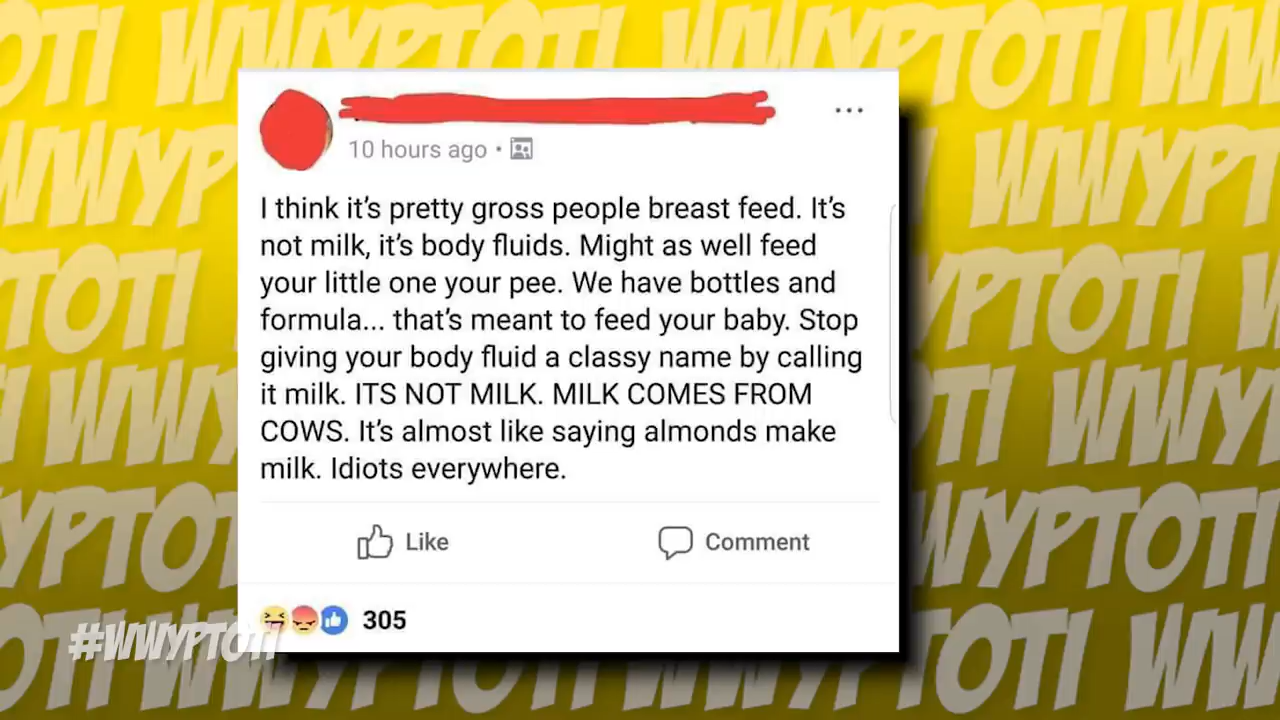 10 hours ago •
I think it's pretty gross people breast feed. It's
not milk, it's body fluids. Might as well feed
your little one your pee. We have bottles and
formula... that's meant to feed your baby. Stop
giving your body fluid a classy name by calling
it milk. ITS NOT MILK. MILK COMES FROM
COWS. It's almost like saying almonds make
milk. Idiots everywhere.
Like Comment
305
#WWYPTOTI